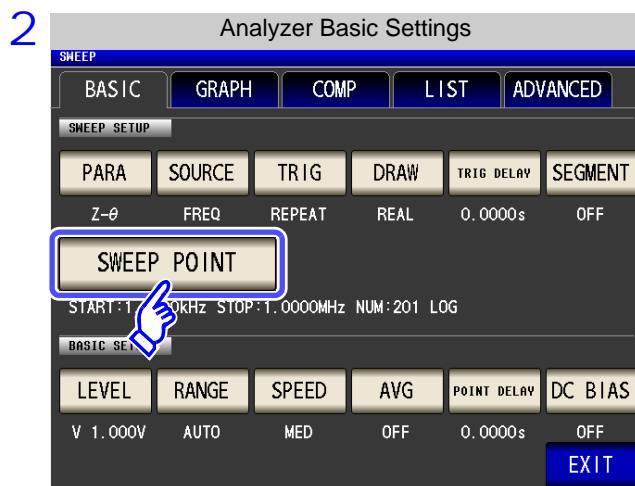 2
Analyzer Basic Settings
SWEEP
BASIC GRAPH COMP LIST ADVANCED
SWEEP SETUP
PARA SOURCE TRIG DRAW TRIG DELAY SEGMENT
Z-θ FREQ REPEAT REAL 0.0000s OFF
SWEEP POINT
STOP:1.0000MHz NUM:201 LOG
BASIC
LEVEL RANGE SPEED AVG POINT DELAY DC BIAS
V 1.000V AUTO MED OFF 0.0000s OFF
EXIT